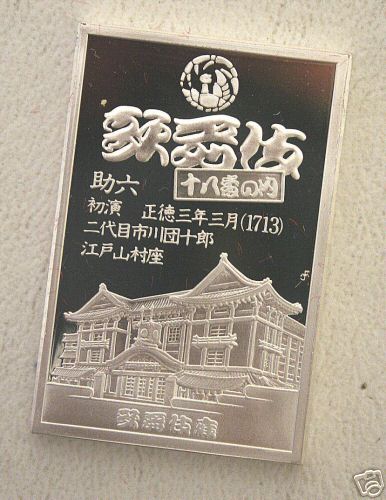 歌舞伎
十八番の内
助六
初演 正徳三年三月(1713)
二代目市川団十郎
江戸山村座
歌舞伎座